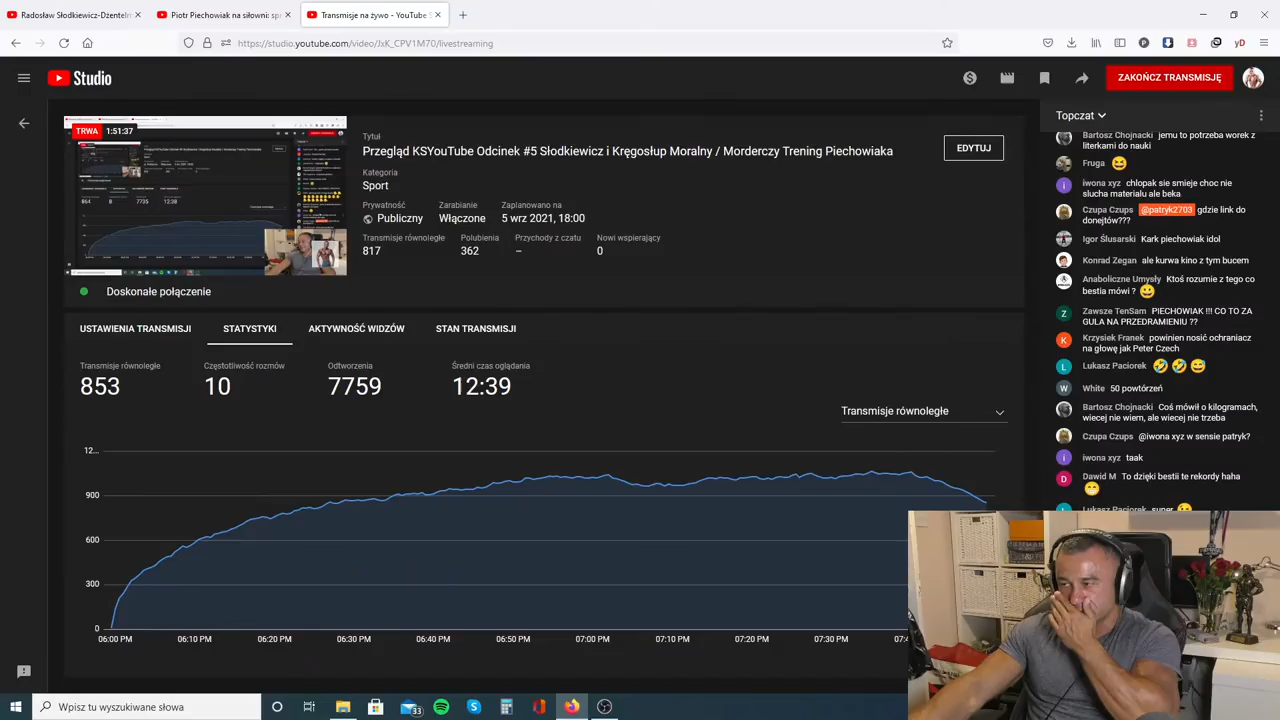 Radosław Słodkiewicz-Dżentelm
Piotr Piechowiak na siłowni: spr
Transmisje na żywo - YouTube S
https://studio.youtube.com/video/JxK_CPV1M70/livestreaming
Studio
ZAKOŃCZ TRANSMISJĘ
TRWA 1:51:37
Tytuł
Przegląd KSYouTube Odcinek #5 Słodkiewicz i Kręgosłup Moralny / Morderczy Terning Piechowiaka
EDYTUJ
Kategoria
Sport
Prywatność Zarabianie Zaplanowano na
Publiczny Włączone 5 wrz 2021, 18:00
Transmisje równoległe Polubienia Przychody z czatu Nowi wspierający
817 362 – 0
Doskonałe połączenie
USTAWIENIA TRANSMISJI STATYSTYKI AKTYWNOŚĆ WIDZÓW STAN TRANSMISJI
Transmisje równoległe Częstotliwość rozmów Odtworzenia Średni czas oglądania
853 10 7759 12:39
Transmisje równoległe
12...
900
600
300
0
06:00 PM 06:10 PM 06:20 PM 06:30 PM 06:40 PM 06:50 PM 07:00 PM 07:10 PM 07:20 PM 07:30 PM
Topczat
Bartosz Chojnacki jemu to potrzeba worek z
literkami do nauki
Fruga 😆
iwona xyz chłopak sie smieje choc nie
slucha materialu ale beka
Czupa Czups @patryk2703 gdzie link do
donejtów???
Igor Ślusarski Kark piechowiak idol
Konrad Zegan ale kurwa kino z tym bucem
Anaboliczne Umysły Ktoś rozumie z tego co
bestia mówi ? 😀
Zawsze TenSam PIECHOWIAK !!! CO TO ZA
GULA NA PRZEDRAMIENIU ??
Krzysiek Franek powinien nosić ochraniacz
na głowę jak Peter Czech
Lukasz Paciorek 🤣 🤣 😅
White 50 powtórzeń
Bartosz Chojnacki Coś mówił o kilogramach,
wiecej nie wiem, ale wiecej nie trzeba
Czupa Czups @iwona xyz w sensie patryk?
iwona xyz taak
Dawid M To dzięki bestii te rekordy haha
😁
Lukasz Paciorek super 😉
Wpisz tu wyszukiwane słowa
33